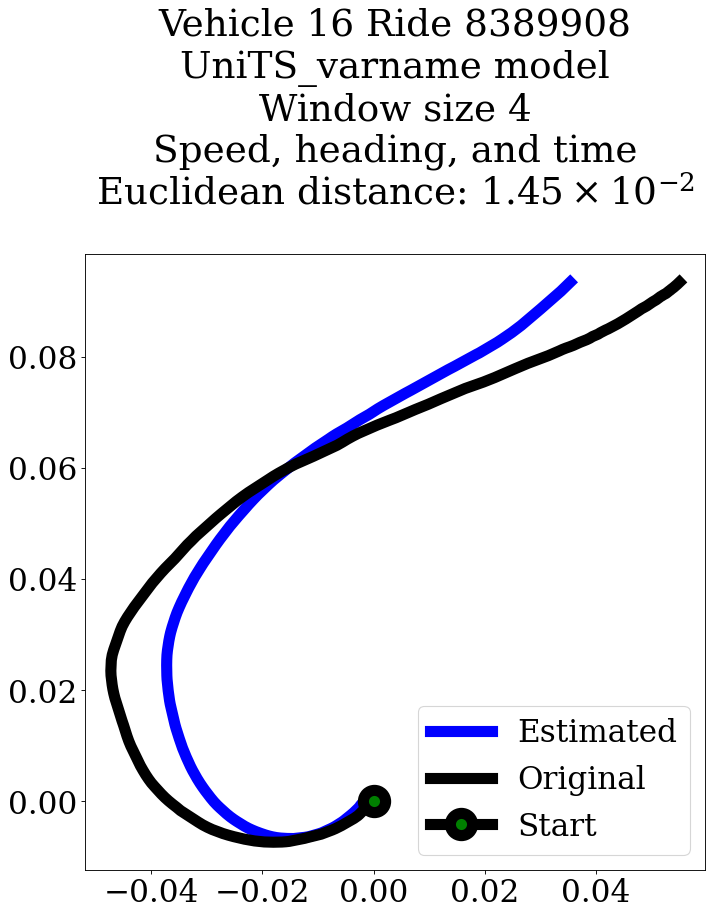 Vehicle 16 Ride 8389908
UniTS_varname model
Window size 4
Speed, heading, and time
Euclidean distance: 1.45 × 10⁻²
0.08
0.06
0.04
0.02
0.00
−0.04 −0.02 0.00 0.02 0.04
Estimated
Original
Start